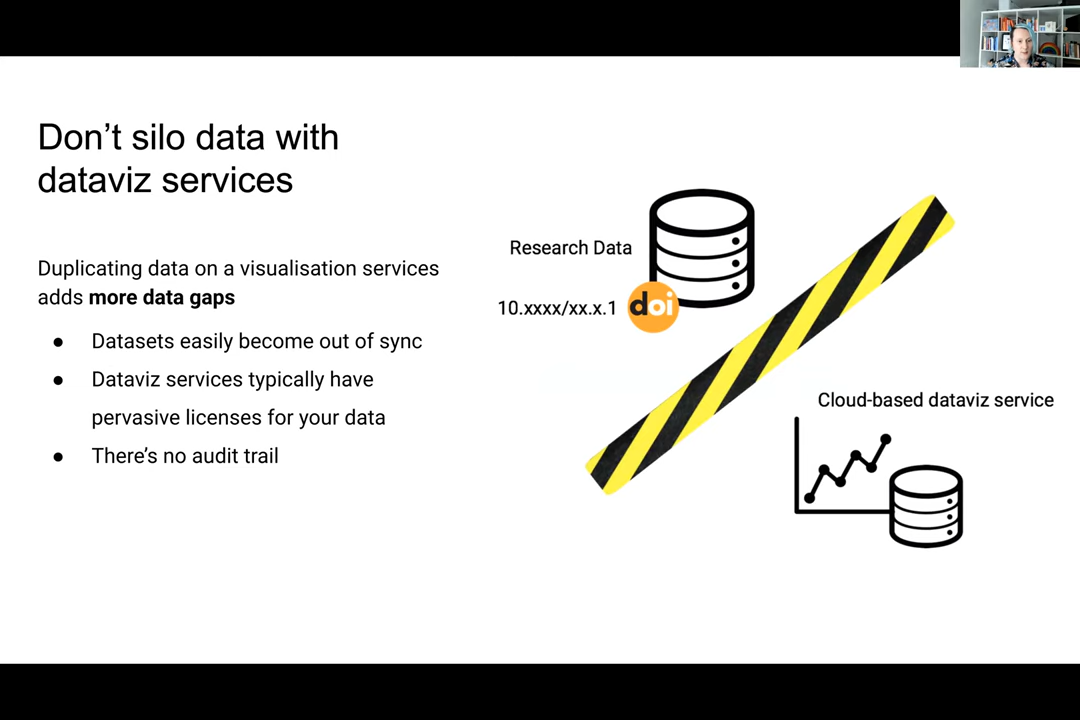 Don’t silo data with
dataviz services
Duplicating data on a visualisation services
adds more data gaps
● Datasets easily become out of sync
● Dataviz services typically have
pervasive licenses for your data
● There’s no audit trail
Research Data
10.xxxx/xx.x.1
doi
Cloud-based dataviz service